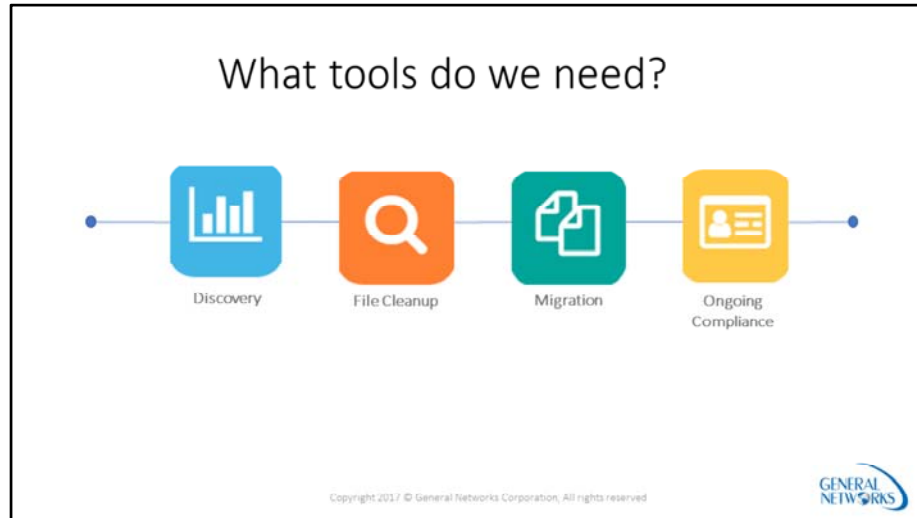 What tools do we need?
Discovery
File Cleanup
Migration
Ongoing
Compliance
Copyright 2017 © General Networks Corporation, All rights reserved
GENERAL
NETWORKS